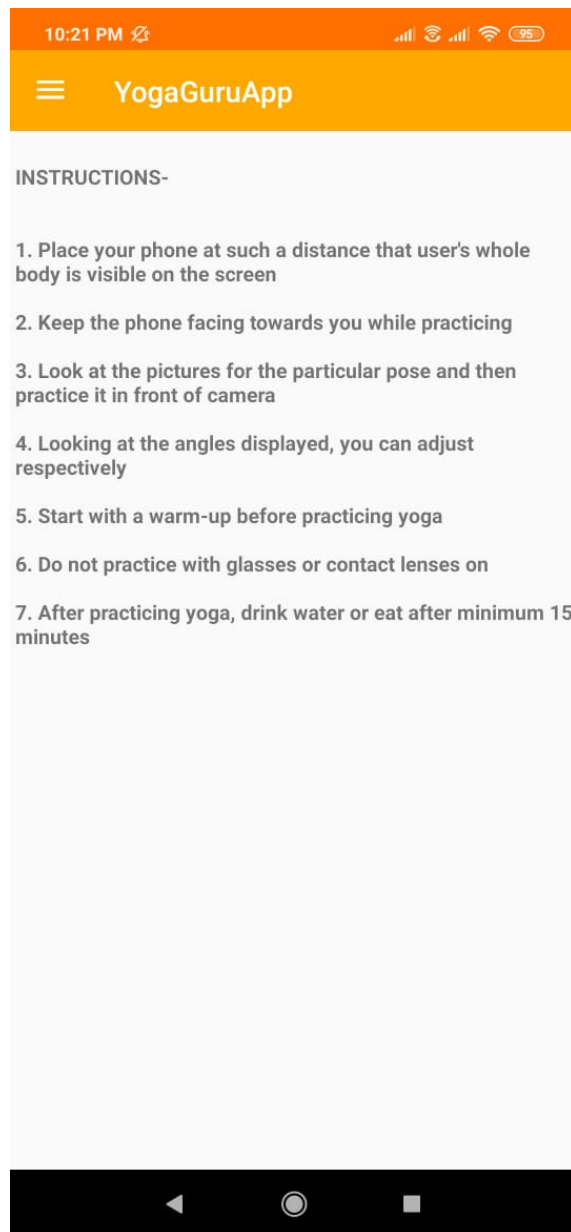 10:21 PM
95
YogaGuruApp
INSTRUCTIONS-
1. Place your phone at such a distance that user's whole
body is visible on the screen
2. Keep the phone facing towards you while practicing
3. Look at the pictures for the particular pose and then
practice it in front of camera
4. Looking at the angles displayed, you can adjust
respectively
5. Start with a warm-up before practicing yoga
6. Do not practice with glasses or contact lenses on
7. After practicing yoga, drink water or eat after minimum 15
minutes